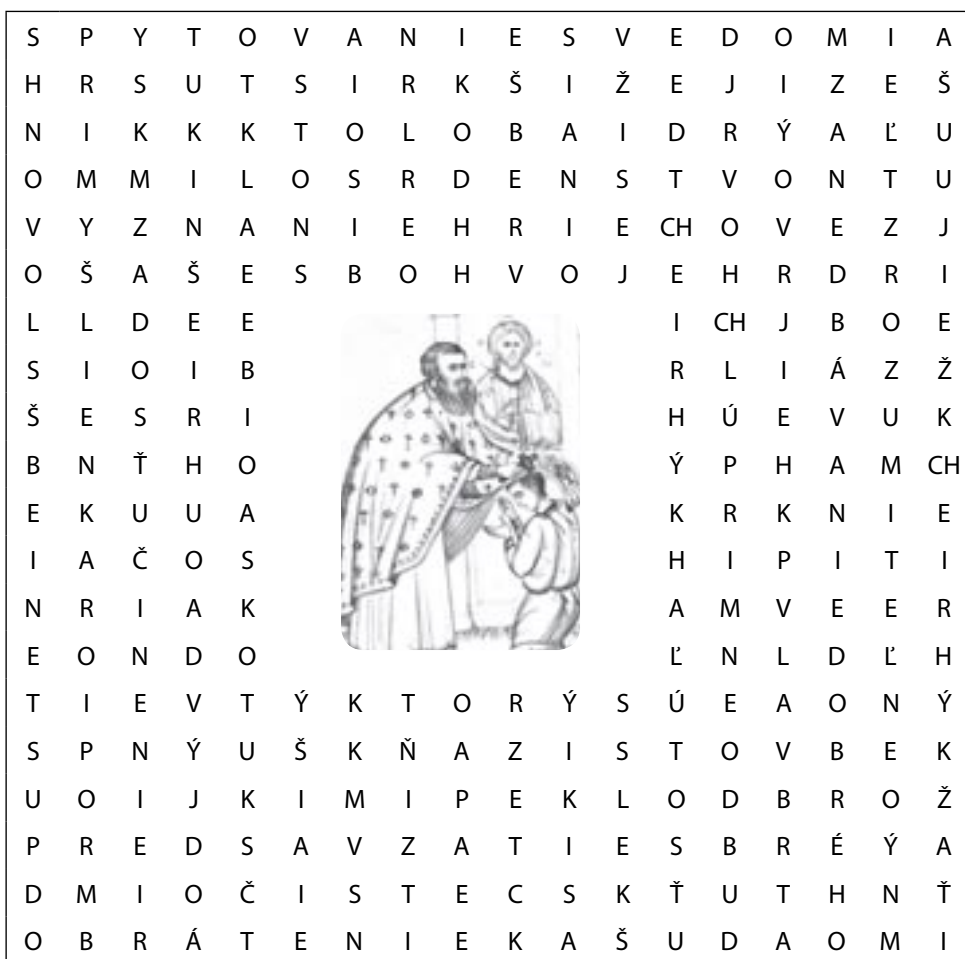 S P Y T O V A N I E S V E D O M I A
H R S U T S I R K Š I Ž E J I Z E Š
N I K K K T O L O B A I D R Ý A Ľ U
O M M I L O S R D E N S T V O N T U
V Y Z N A N I E H R I E CH O V E Z J
O Š A Š E S B O H V O J E H R D R I
L L D E E I CH J B O E
S I O I B R L I Á Z Ž
Š E S R I H Ú E V U K
B N Ť H O Ý P H A M CH
E K U U A K R K N I E
I A Č O S H I P I T I
N R I A K A M V E E R
E O N D O Ľ N L D Ľ H
T I E V T Ý K T O R Ý S Ú E A O N Ý
S P N Ý U Š K Ň A Z I S T O V B E K
U O I J K I M I P E K L O D B R O Ž
P R E D S A V Z A T I E S B R É Ý A
D M I O Č I S T E C S K Ť U T H N Ť
O B R Á T E N I E K A Š U D A O M I